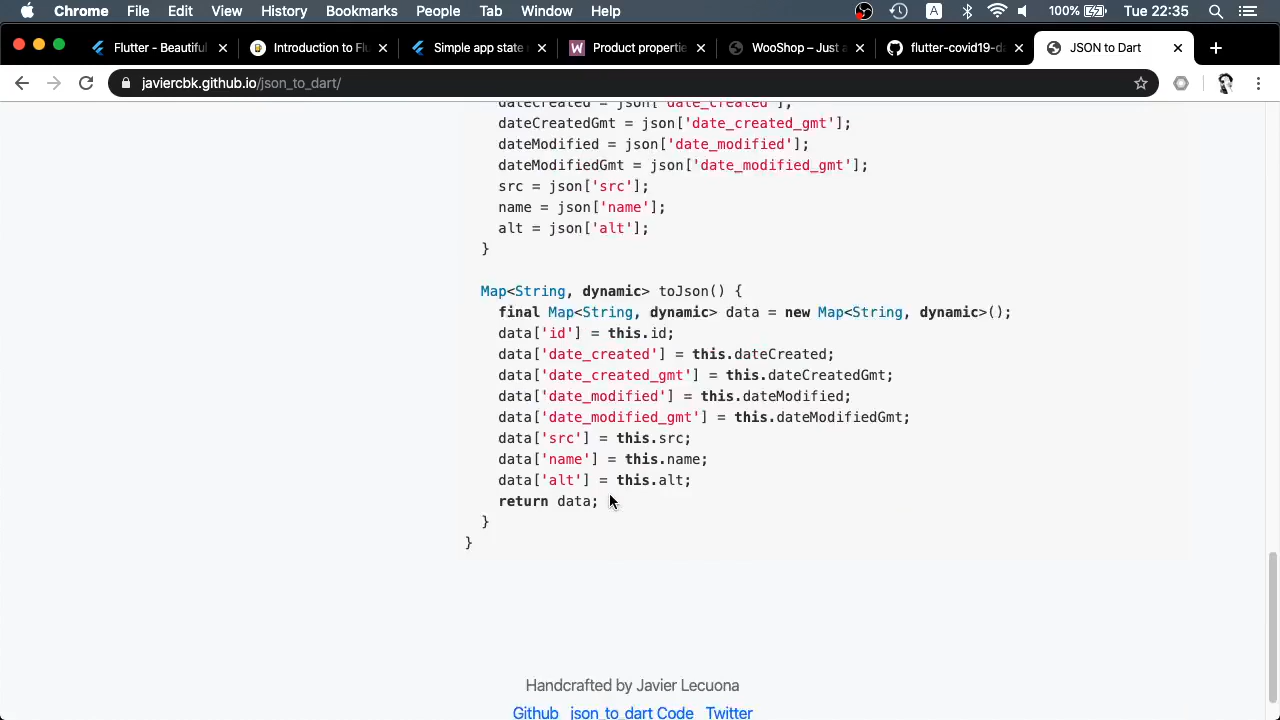 Chrome File Edit View History Bookmarks People Tab Window Help A 100% Tue 22:35
Flutter - Beautiful Introduction to Flu Simple app state Product propertie WooShop – Just a flutter-covid19-da JSON to Dart
javiercbk.github.io/json_to_dart/
dateCreated = json['date_created'];
dateCreatedGmt = json['date_created_gmt'];
dateModified = json['date_modified'];
dateModifiedGmt = json['date_modified_gmt'];
src = json['src'];
name = json['name'];
alt = json['alt'];
}
Map<String, dynamic> toJson() {
final Map<String, dynamic> data = new Map<String, dynamic>();
data['id'] = this.id;
data['date_created'] = this.dateCreated;
data['date_created_gmt'] = this.dateCreatedGmt;
data['date_modified'] = this.dateModified;
data['date_modified_gmt'] = this.dateModifiedGmt;
data['src'] = this.src;
data['name'] = this.name;
data['alt'] = this.alt;
return data;
}
}
Handcrafted by Javier Lecuona
Github json_to_dart Code Twitter